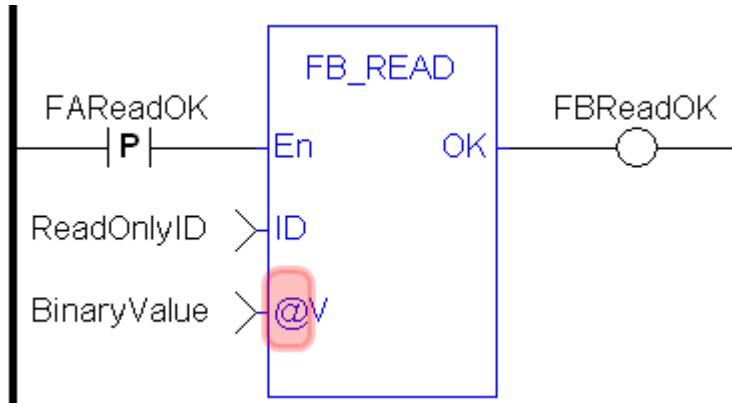 FB_READ
FAReadOK
FBReadOK
P
En
OK
ReadOnlyID
ID
BinaryValue
@V